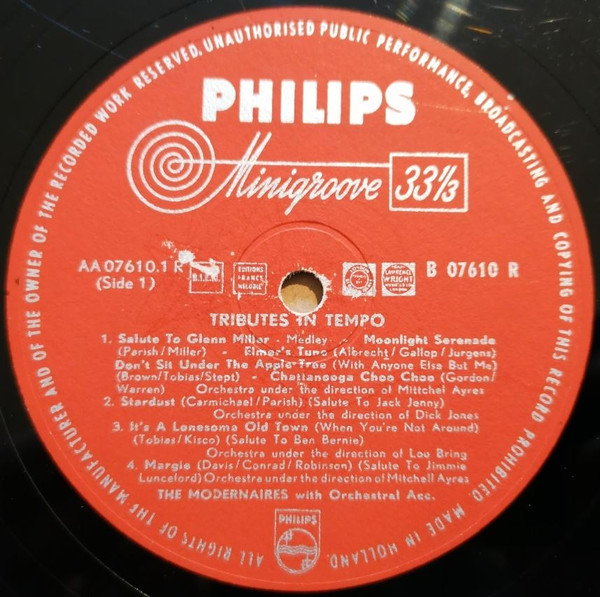 ALL RIGHTS OF THE MANUFACTURER AND OF THE OWNER OF THE RECORDED WORK RESERVED. UNAUTHORISED PUBLIC PERFORMANCE, BROADCASTING AND COPYING OF THIS RECORD PROHIBITED. MADE IN HOLLAND.
PHILIPS
Minigroove 33⅓
AA 07610.1 R
(Side 1)
B.I.E.M.
EDITIONS FRANCE MELODIE
LAWRENCE WRIGHT LONDON
B 07610 R
TRIBUTES IN TEMPO
1. Salute To Glenn Miller - Medley - Moonlight Serenade
(Parish/Miller) - Elmer's Tune (Albrecht/Gallop/Jurgens)
Don't Sit Under The Apple Tree (With Anyone Else But Me)
(Brown/Tobias/Stept) - Chattanooga Choo Choo (Gordon/
Warren) Orchestra under the direction of Mittchel Ayres
2. Stardust (Carmichael/Parish) (Salute To Jack Jenny)
Orchestra under the direction of Dick Jones
3. It's A Lonesome Old Town (When You're Not Around)
(Tobias/Kisco) (Salute To Ben Bernie)
Orchestra under the direction of Lou Bring
4. Margie (Davis/Conrad/Robinson) (Salute To Jimmie
Lunceford) Orchestra under the direction of Mitchell Ayres
THE MODERNAIRES with Orchestral Acc.
PHILIPS